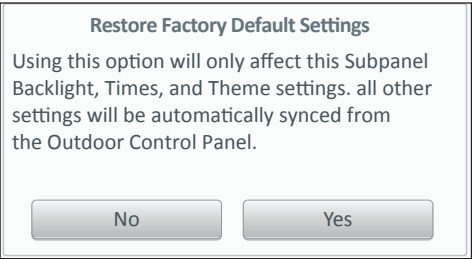 Restore Factory Default Settings
Using this option will only affect this Subpanel
Backlight, Times, and Theme settings. all other
settings will be automatically synced from
the Outdoor Control Panel.
No
Yes